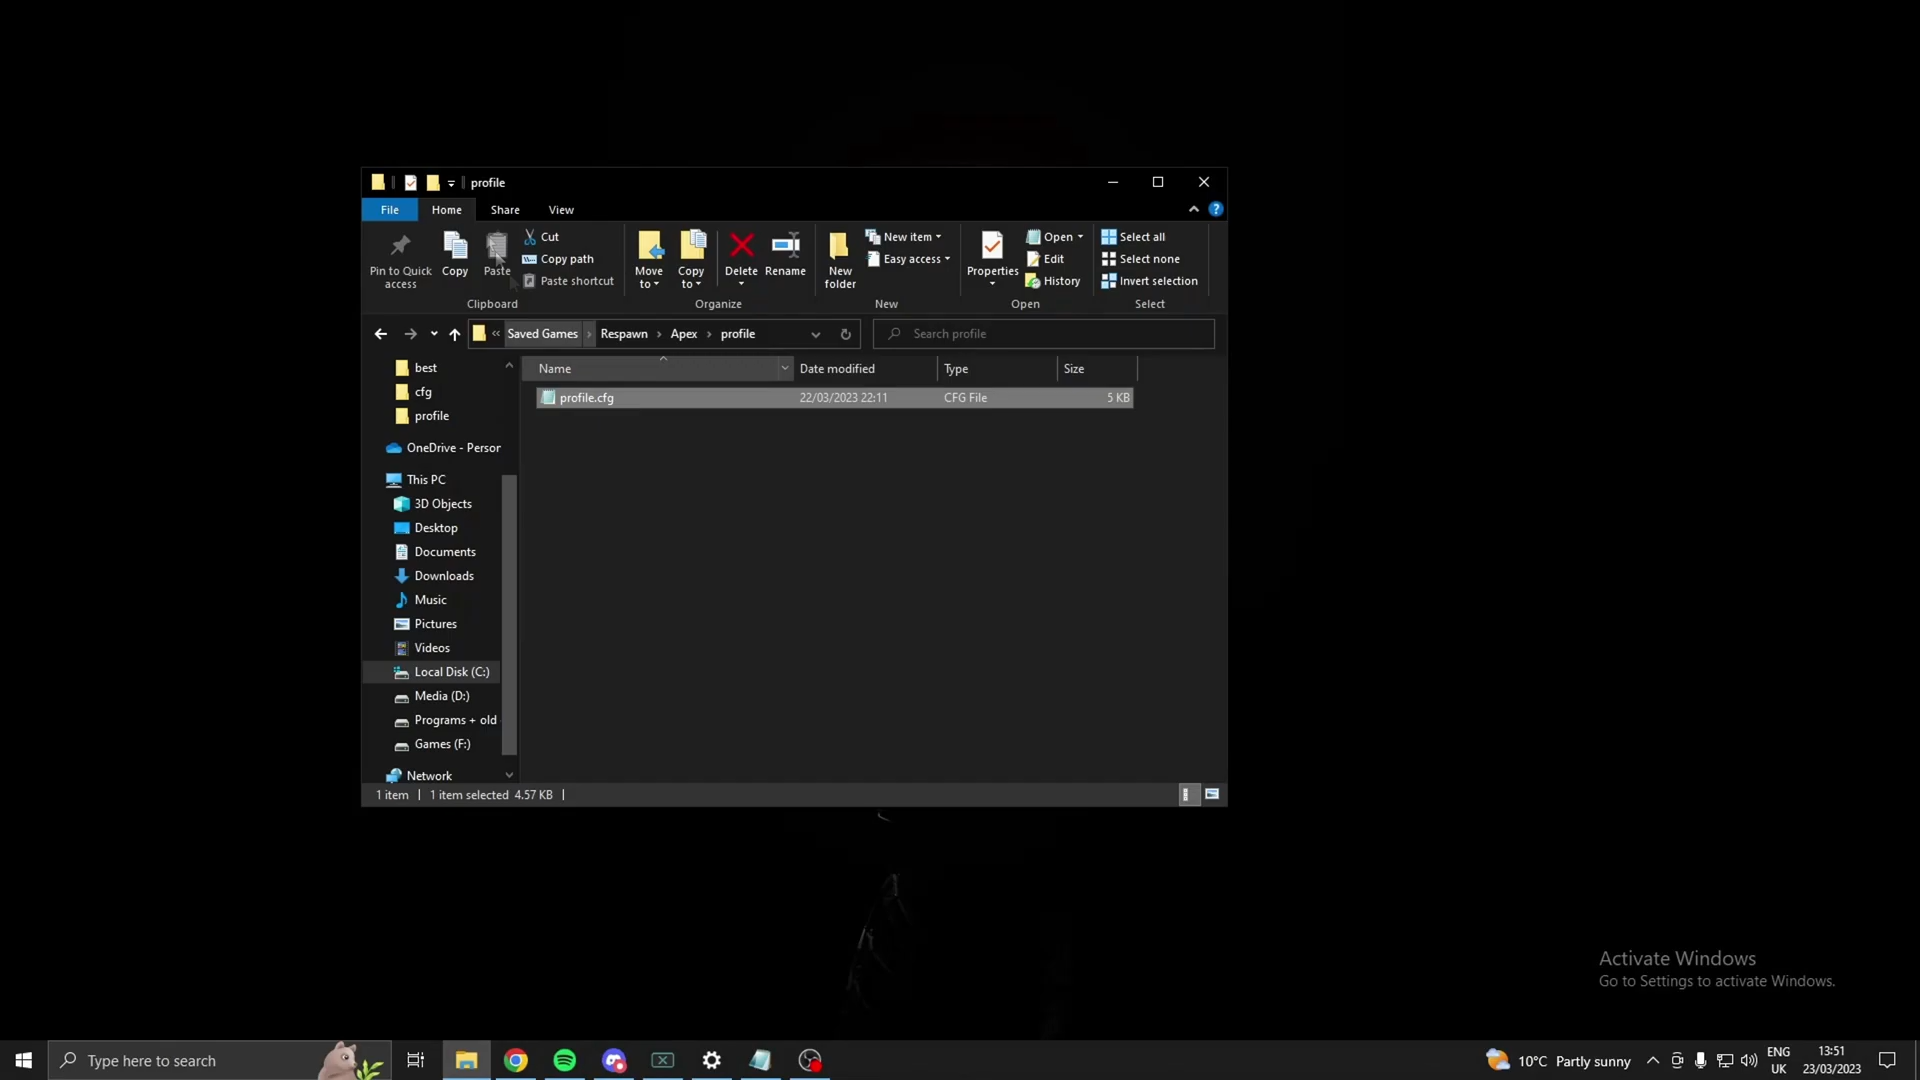 profile
File Home Share View
Pin to Quick access
Copy
Paste
Cut
Copy path
Paste shortcut
Clipboard
Move to
Copy to
Delete
Rename
Organize
New folder
New item
Easy access
New
Properties
Open
Edit
History
Open
Select all
Select none
Invert selection
Select
« Saved Games › Respawn › Apex › profile
Search profile
best
cfg
profile
OneDrive - Person
This PC
3D Objects
Desktop
Documents
Downloads
Music
Pictures
Videos
Local Disk (C:)
Media (D:)
Programs + old
Games (F:)
Network
Name Date modified Type Size
profile.cfg 22/03/2023 22:11 CFG File 5 KB
1 item 1 item selected 4.57 KB
Activate Windows
Go to Settings to activate Windows.
Type here to search
10°C Partly sunny
ENG
UK
13:51
23/03/2023